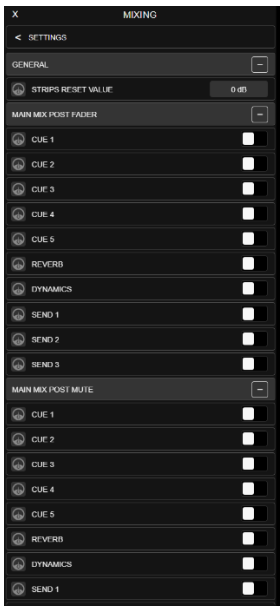 X MIXING
< SETTINGS
GENERAL −
STRIPS RESET VALUE 0 dB
MAIN MIX POST FADER −
CUE 1
CUE 2
CUE 3
CUE 4
CUE 5
REVERB
DYNAMICS
SEND 1
SEND 2
SEND 3
MAIN MIX POST MUTE −
CUE 1
CUE 2
CUE 3
CUE 4
CUE 5
REVERB
DYNAMICS
SEND 1